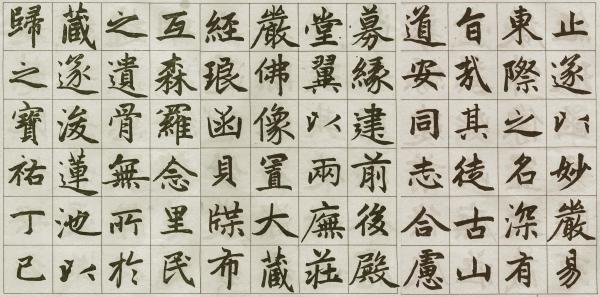 止遂以妙嚴易
東際之名深有
旨哉其徒古山
道安同志合慮
募緣建前後殿
堂翼以兩廡莊
嚴佛像置大藏
經琅函貝牒布
互森羅念里民
之遺骨無所於
藏遂浚蓮池以
歸之寶祐丁巳